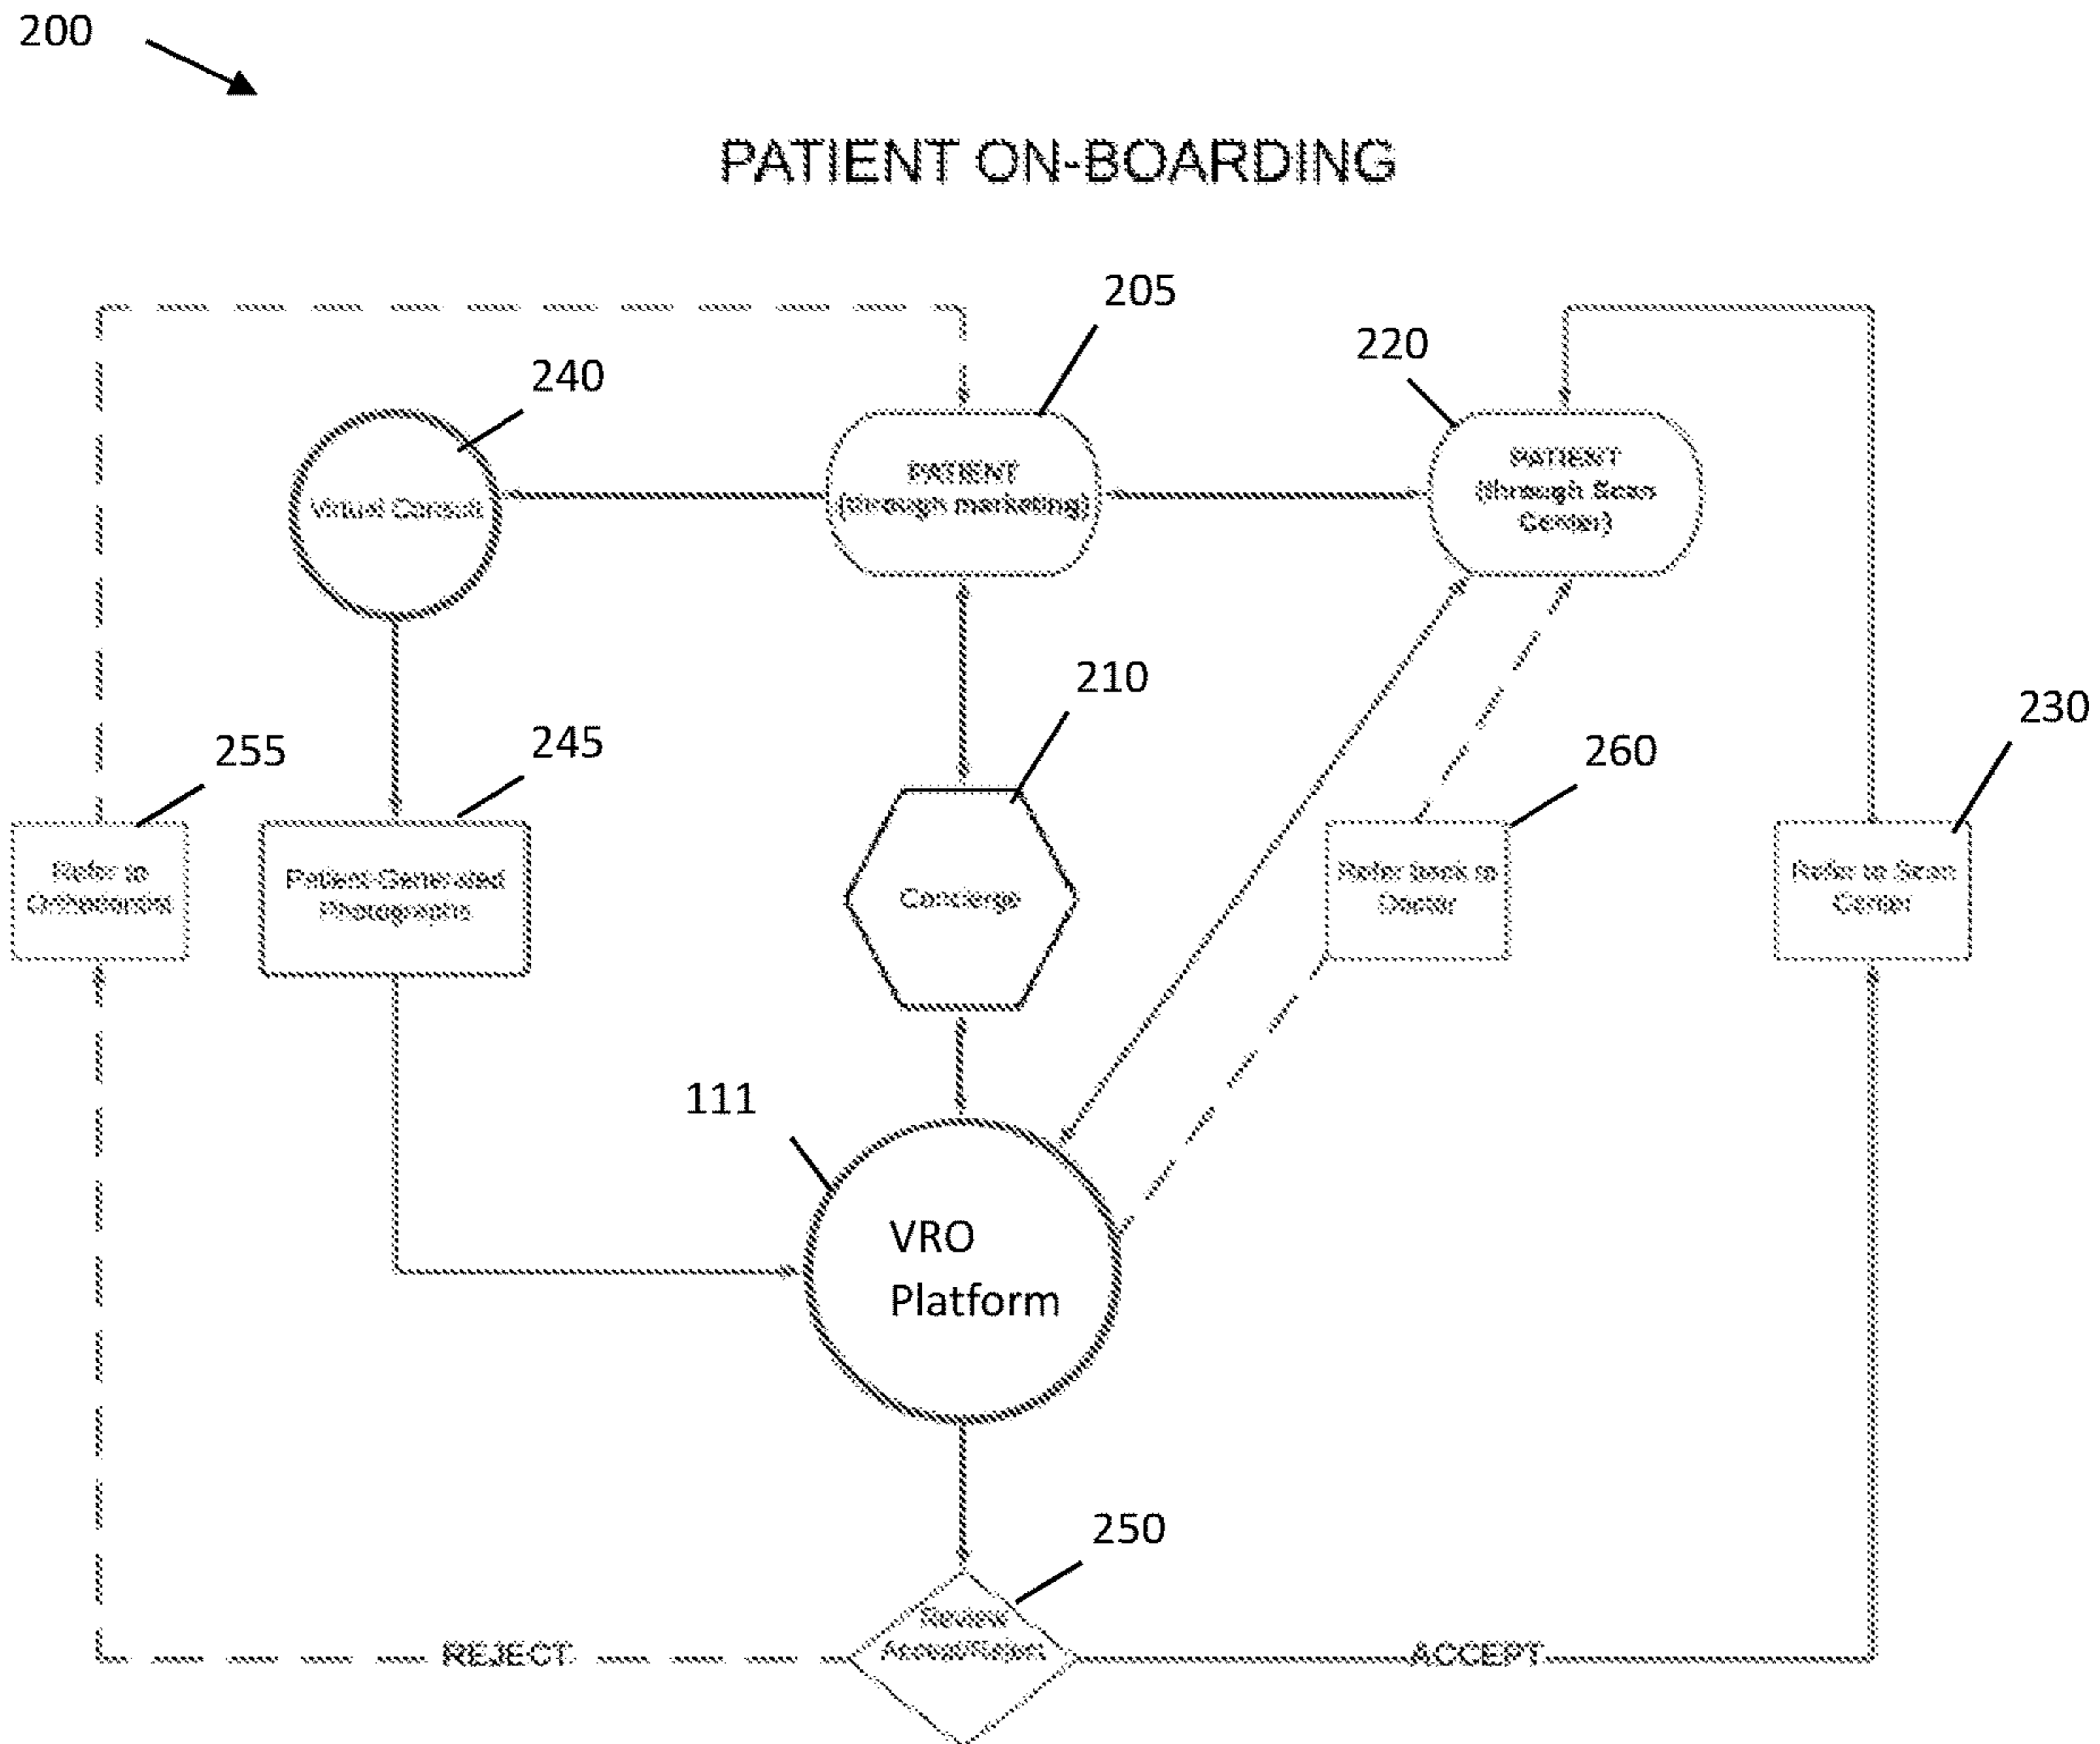 200
PATIENT ON-BOARDING
205
220
240
PATIENT
(through marketing)
PATIENT
(through Scan
Center)
Virtual Consult
210
230
255
245
260
Refer to
Orthodontist
Patient-Generated
Photographs
Concierge
Refer back to
Doctor
Refer to Scan
Center
111
VRO
Platform
250
Review
Accept/Reject
REJECT
ACCEPT